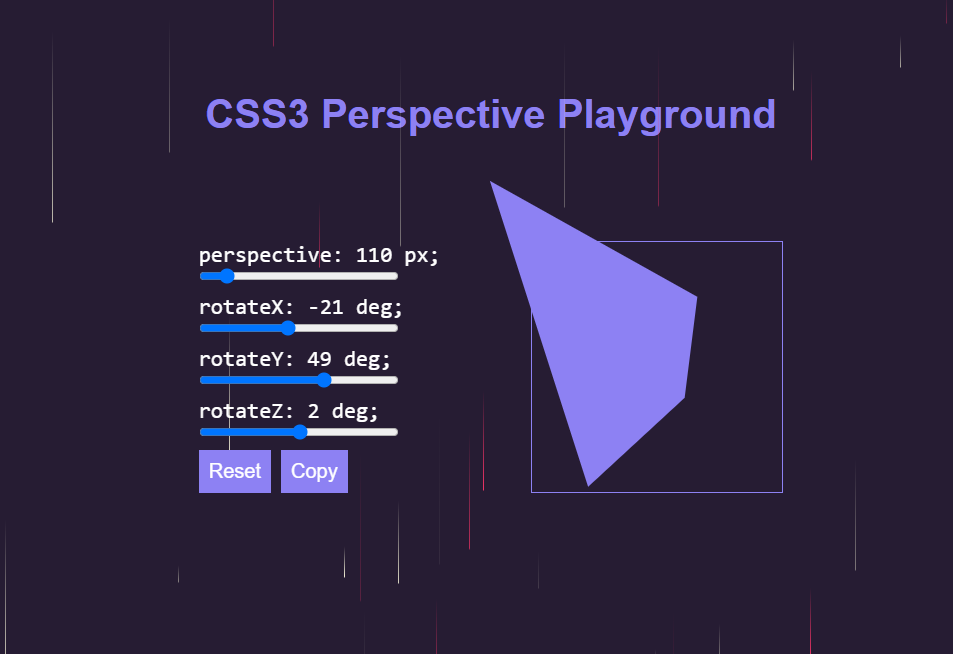 CSS3 Perspective Playground
perspective: 110 px;
rotateX: -21 deg;
rotateY: 49 deg;
rotateZ: 2 deg;
Reset Copy